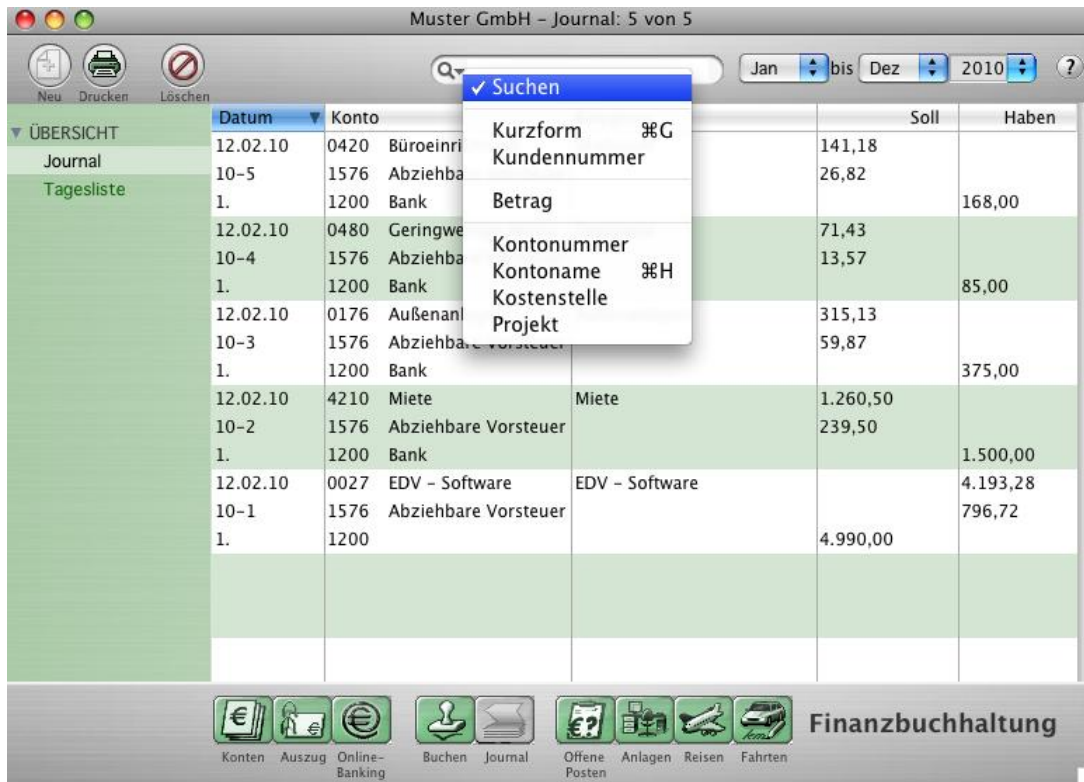 Muster GmbH – Journal: 5 von 5
Neu Drucken Löschen
Jan bis Dez 2010 ?
✓ Suchen
Kurzform ⌘G
Kundennummer
Betrag
Kontonummer
Kontoname ⌘H
Kostenstelle
Projekt
ÜBERSICHT
Journal
Tagesliste
Datum Konto Soll Haben
12.02.10 0420 Büroeinri 141,18
10-5 1576 Abziehba 26,82
1. 1200 Bank 168,00
12.02.10 0480 Geringwe 71,43
10-4 1576 Abziehba 13,57
1. 1200 Bank 85,00
12.02.10 0176 Außenanl 315,13
10-3 1576 Abziehbare Vorsteuer 59,87
1. 1200 Bank 375,00
12.02.10 4210 Miete Miete 1.260,50
10-2 1576 Abziehbare Vorsteuer 239,50
1. 1200 Bank 1.500,00
12.02.10 0027 EDV – Software EDV – Software 4.193,28
10-1 1576 Abziehbare Vorsteuer 796,72
1. 1200 4.990,00
Konten Auszug Online-
Banking
Buchen Journal
Offene
Posten
Anlagen Reisen Fahrten
Finanzbuchhaltung